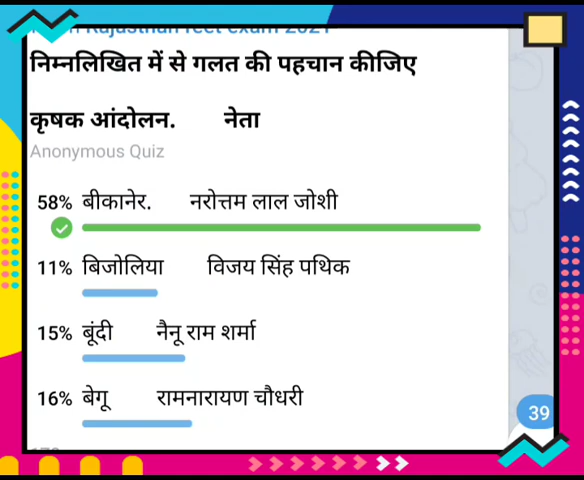 Rajasthan reet exam 2021
निम्नलिखित में से गलत की पहचान कीजिए
कृषक आंदोलन. नेता
Anonymous Quiz
58% बीकानेर. नरोत्तम लाल जोशी
11% बिजोलिया विजय सिंह पथिक
15% बूंदी नैनू राम शर्मा
16% बेगू रामनारायण चौधरी
39